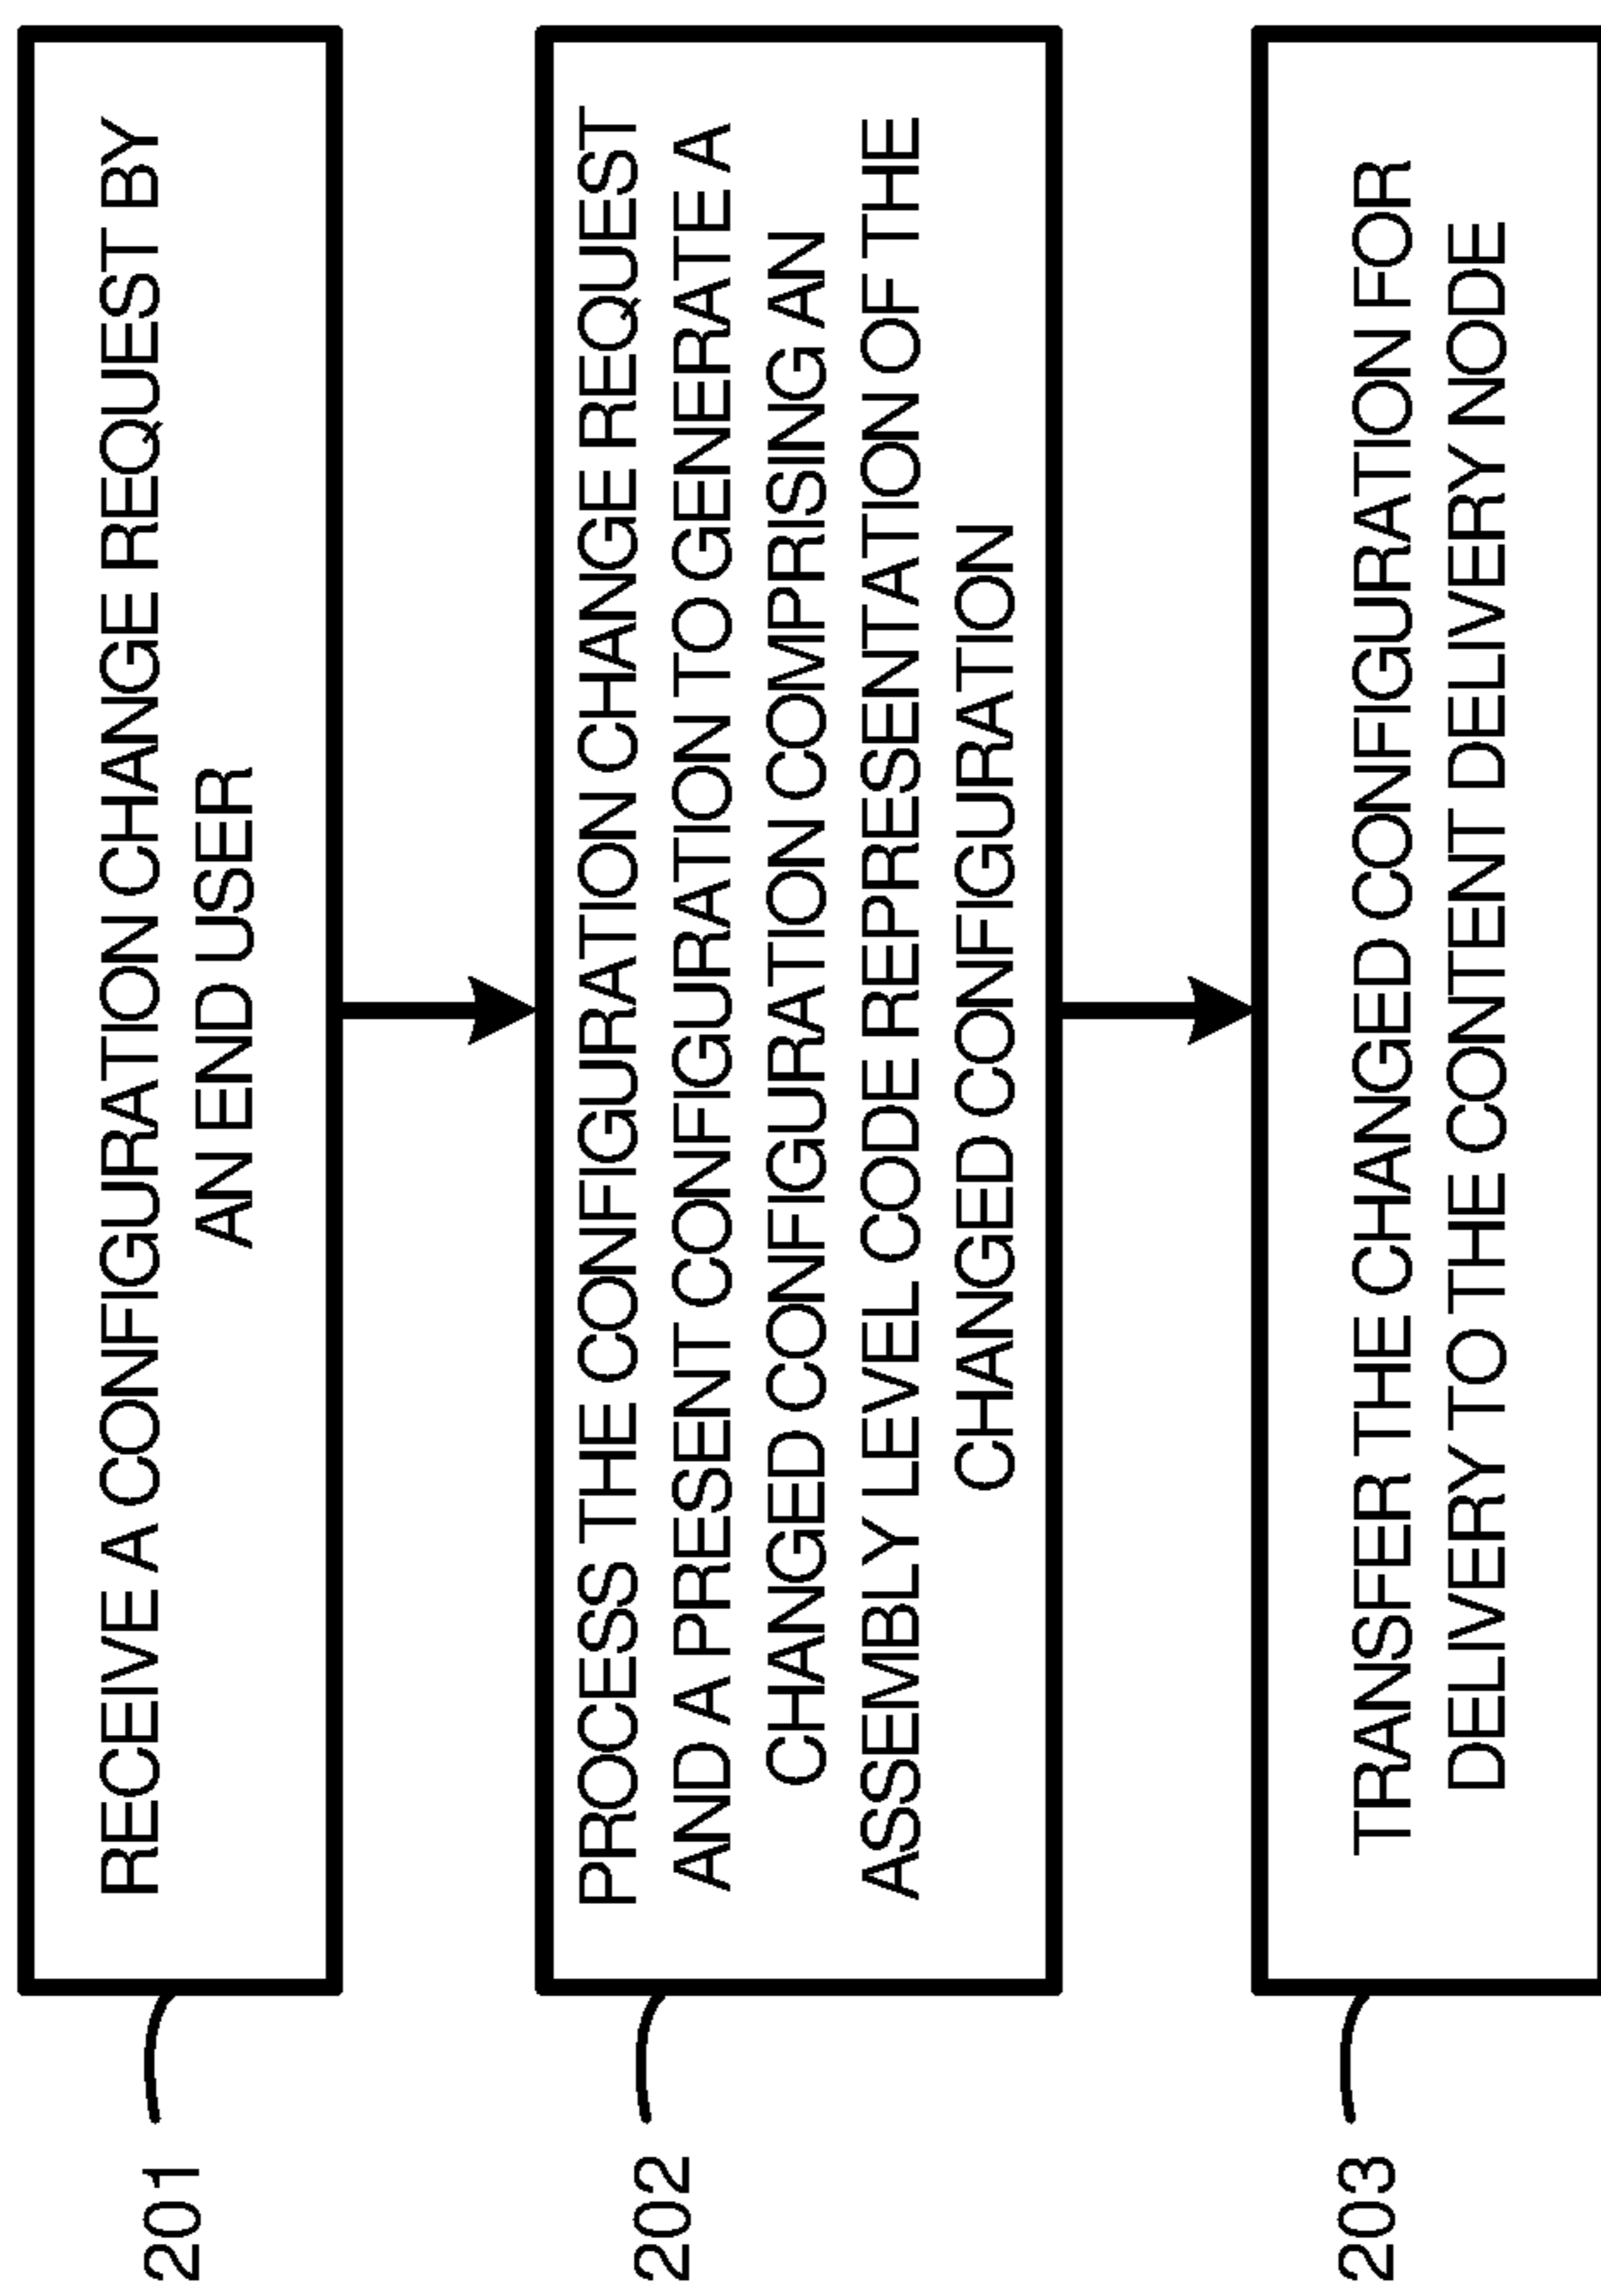 201
RECEIVE A CONFIGURATION CHANGE REQUEST BY
AN END USER
202
PROCESS THE CONFIGURATION CHANGE REQUEST
AND A PRESENT CONFIGURATION TO GENERATE A
CHANGED CONFIGURATION COMPRISING AN
ASSEMBLY LEVEL CODE REPRESENTATION OF THE
CHANGED CONFIGURATION
203
TRANSFER THE CHANGED CONFIGURATION FOR
DELIVERY TO THE CONTENT DELIVERY NODE